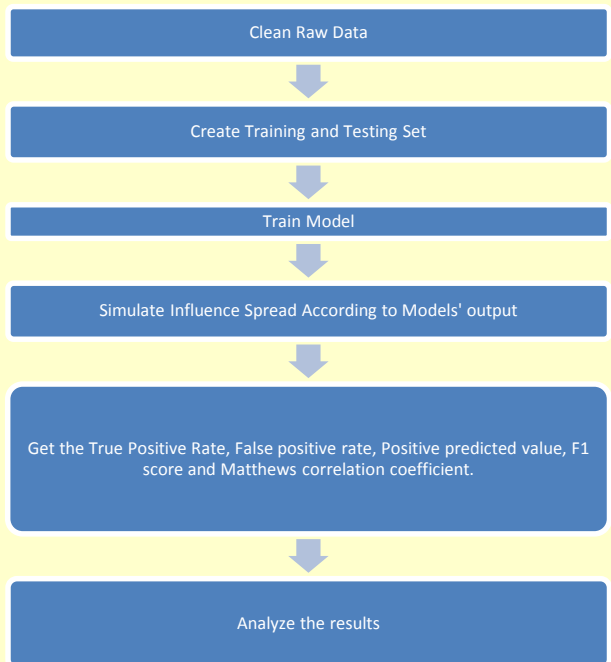 Clean Raw Data
Create Training and Testing Set
Train Model
Simulate Influence Spread According to Models' output
Get the True Positive Rate, False positive rate, Positive predicted value, F1
score and Matthews correlation coefficient.
Analyze the results